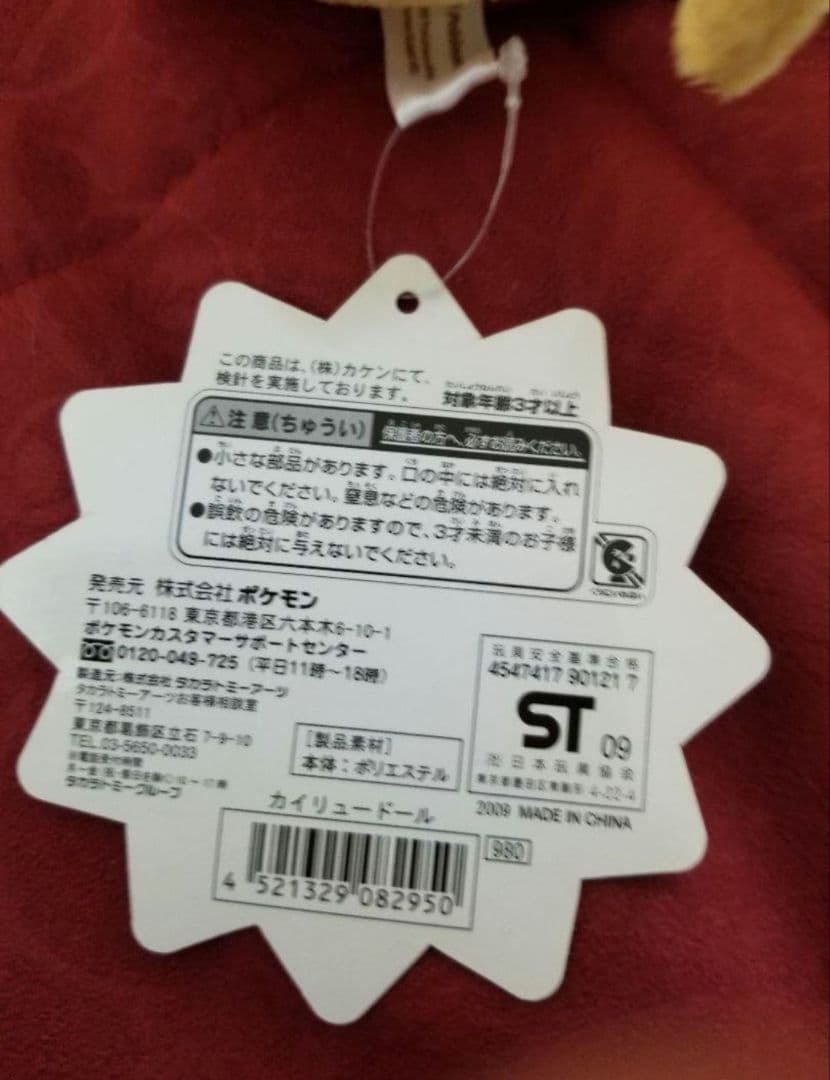 この商品は、(株)カケンにて、
検針を実施しております。
対象年齢3才以上
⚠注意(ちゅうい)
保護者の方へ 必ずお読みください。
●小さな部品があります。口の中には絶対に入れ
ないでください。窒息などの危険があります。
●誤飲の危険がありますので、3才未満のお子様
には絶対に与えないでください。
発売元 株式会社 ポケモン
〒106-6118 東京都港区六本木6-10-1
ポケモンカスタマーサポートセンター
0120-049-725 (平日11時〜18時)
製造元:株式会社 タカラトミーアーツ
タカラトミーアーツお客様相談室
〒124-8511
東京都葛飾区立石 7-9-10
TEL.03-5650-0033
タカラトミーグループ
玩具安全基準合格
4547417 90121 7
ST 09
日本玩具協会
東京都墨田区東駒形 4-22-4
2009 MADE IN CHINA
[製品素材]
本体:ポリエステル
カイリュードール
980
4 521329 082950